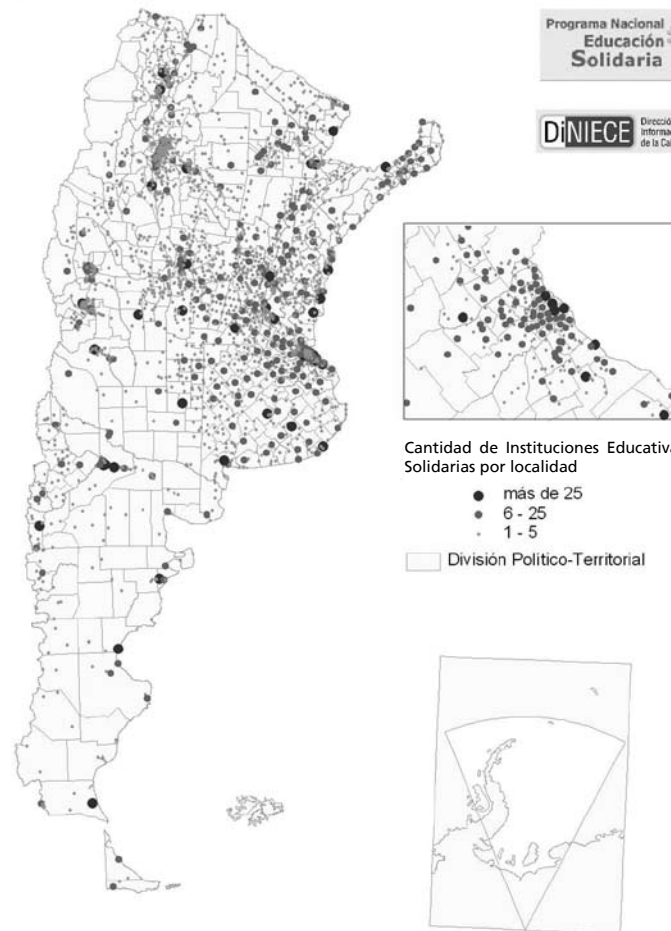 Programa Nacional
Educación
Solidaria
DiNIECE
Cantidad de Instituciones
Solidarias por localidad
más de 25
6 - 25
1 - 5
División Político-Territorial